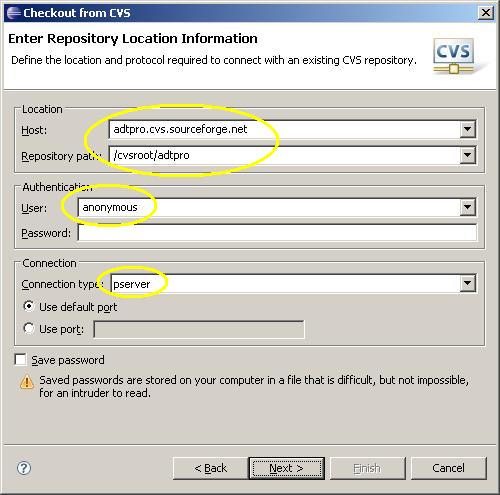 Checkout from CVS
Enter Repository Location Information
Define the location and protocol required to connect with an existing CVS repository.
CVS
Location
Host: adtpro.cvs.sourceforge.net
Repository path: /cvsroot/adtpro
Authentication
User: anonymous
Password:
Connection
Connection type: pserver
Use default port
Use port:
Save password
Saved passwords are stored on your computer in a file that is difficult, but not impossible,
for an intruder to read.
? < Back Next > Finish Cancel